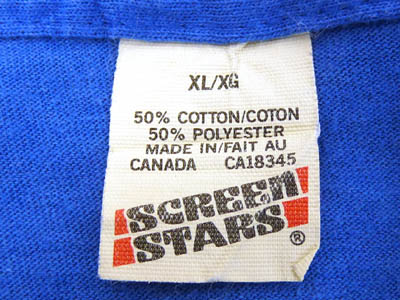 XL/XG
50% COTTON/COTON
50% POLYESTER
MADE IN/FAIT AU
CANADA CA18345
SCREEN
STARS ®